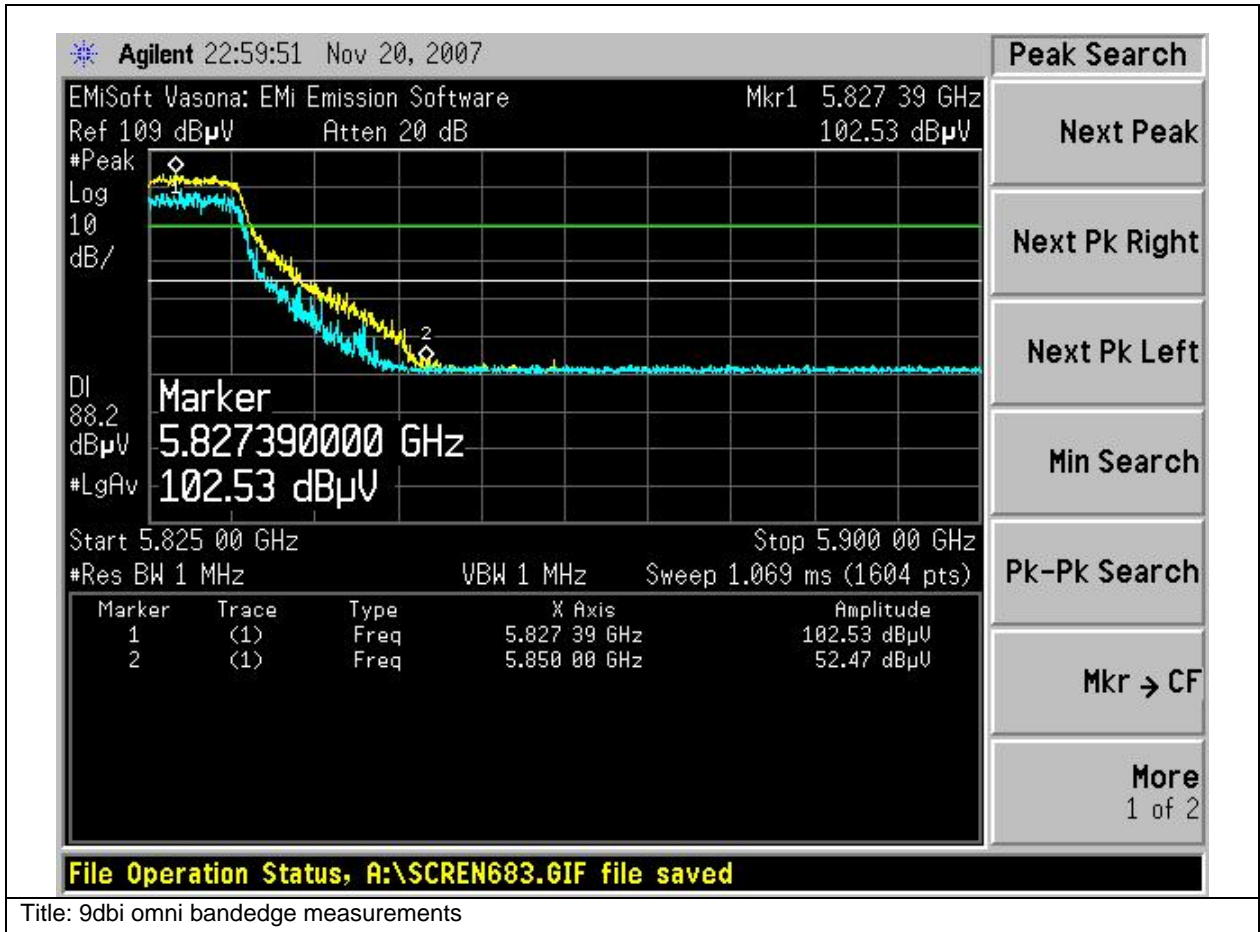 Agilent 22:59:51 Nov 20, 2007
Peak Search
EMiSoft Vasona: EMi Emission Software
Mkr1 5.827 39 GHz
Ref 109 dBµV Atten 20 dB
102.53 dBµV
#Peak
Log
10
dB/
1
2
DI
88.2
dBµV
#LgAv
Marker
5.827390000 GHz
102.53 dBµV
Start 5.825 00 GHz
Stop 5.900 00 GHz
#Res BW 1 MHz VBW 1 MHz Sweep 1.069 ms (1604 pts)
Marker Trace Type X Axis Amplitude
1 (1) Freq 5.827 39 GHz 102.53 dBµV
2 (1) Freq 5.850 00 GHz 52.47 dBµV
Next Peak
Next Pk Right
Next Pk Left
Min Search
Pk-Pk Search
Mkr → CF
More
1 of 2
File Operation Status, A:\SCREN683.GIF file saved
Title: 9dbi omni bandedge measurements